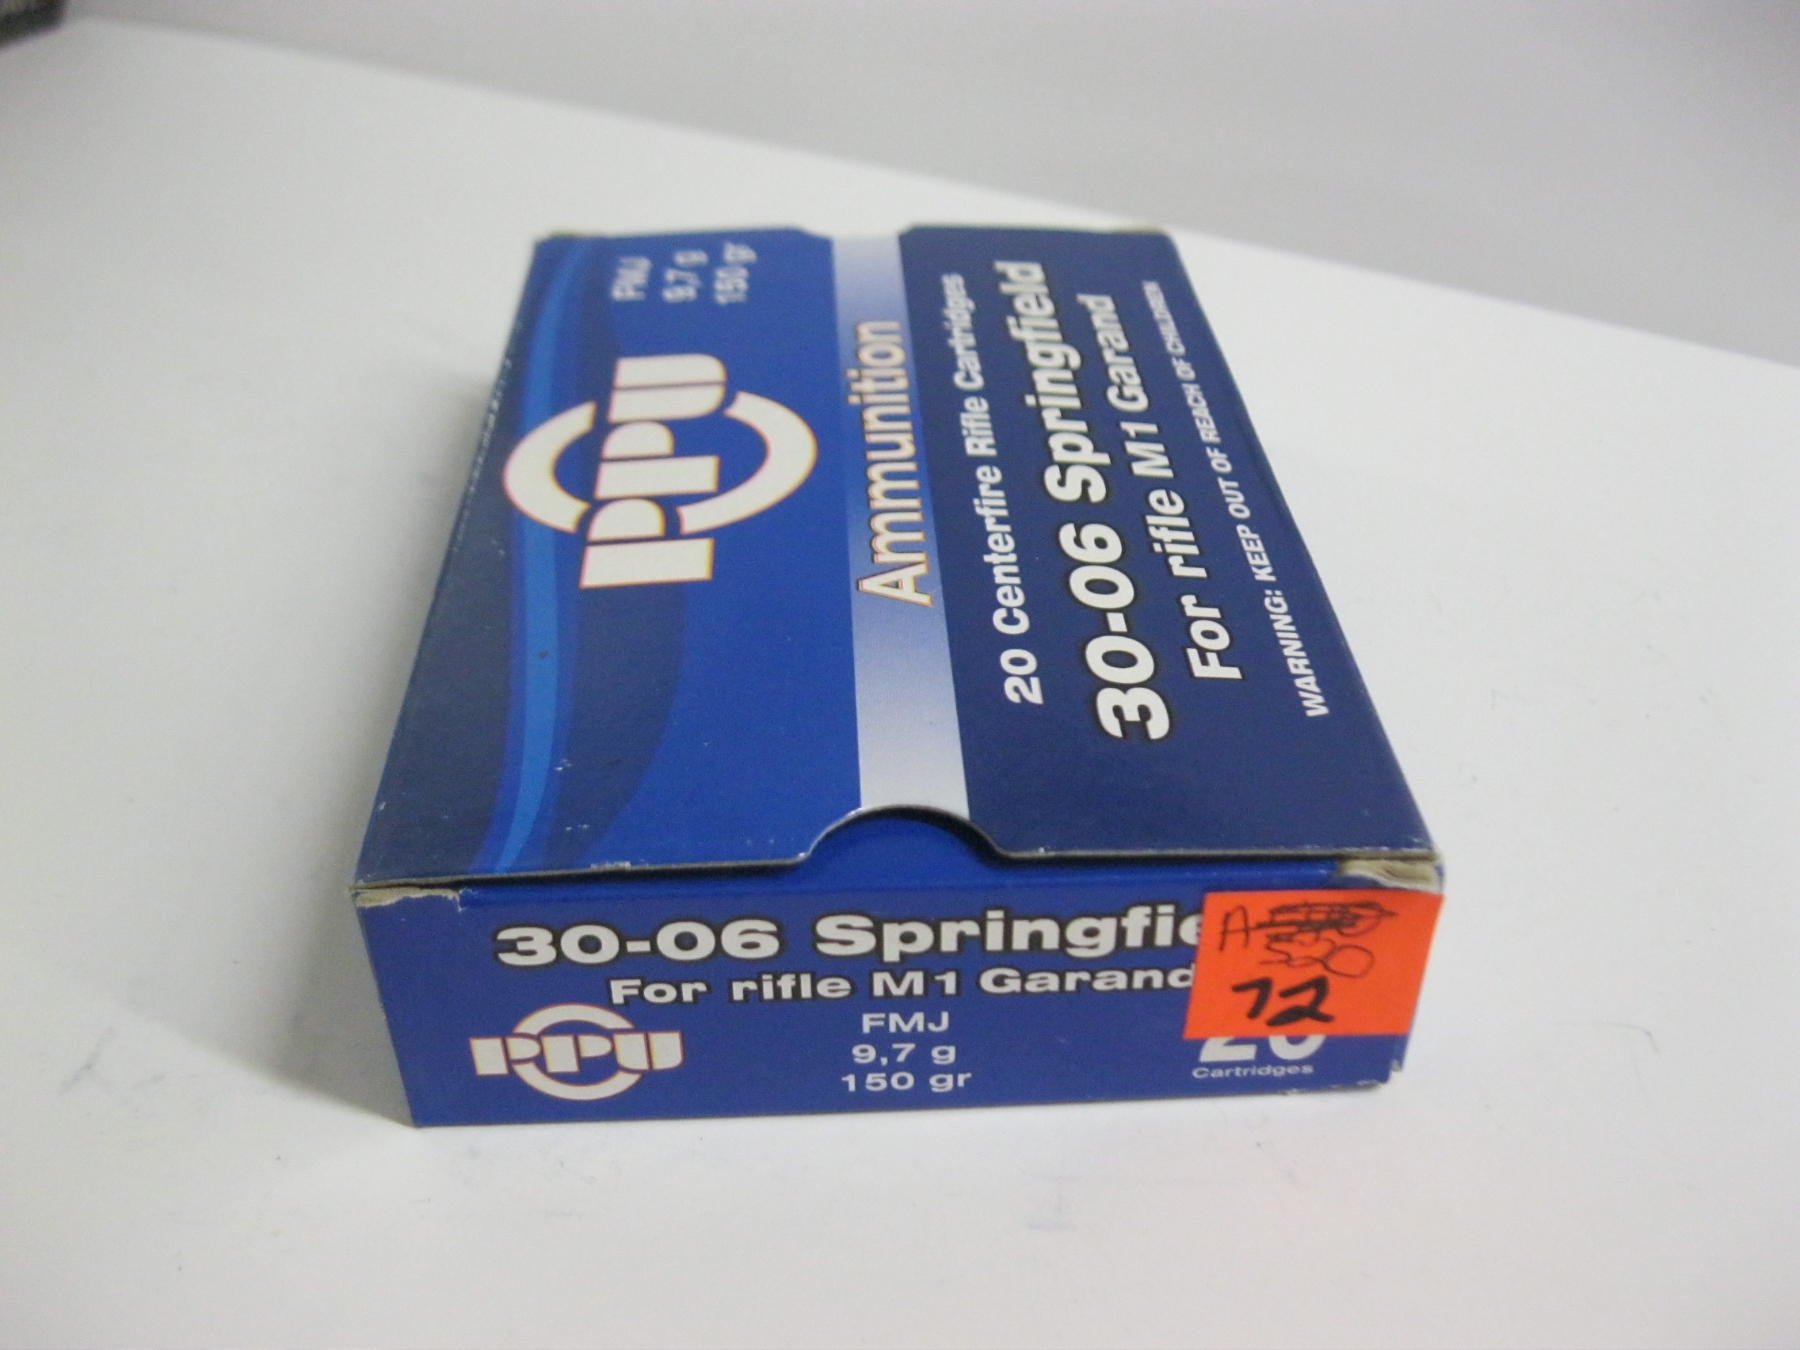 FMJ
9,7 g
150 gr
PPU
Ammunition
20 Centerfire Rifle Cartridges
30-06 Springfield
For rifle M1 Garand
WARNING: KEEP OUT OF REACH OF CHILDREN
30-06 Springfie
For rifle M1 Garand
PPU
FMJ
9,7 g
150 gr
A
72
20
Cartridges